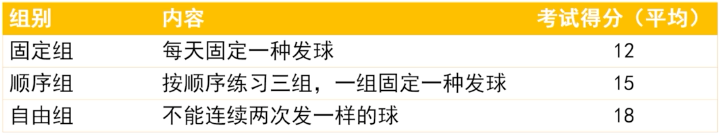 组别 内容 考试得分（平均）
固定组 每天固定一种发球 12
顺序组 按顺序练习三组，一组固定一种发球 15
自由组 不能连续两次发一样的球 18